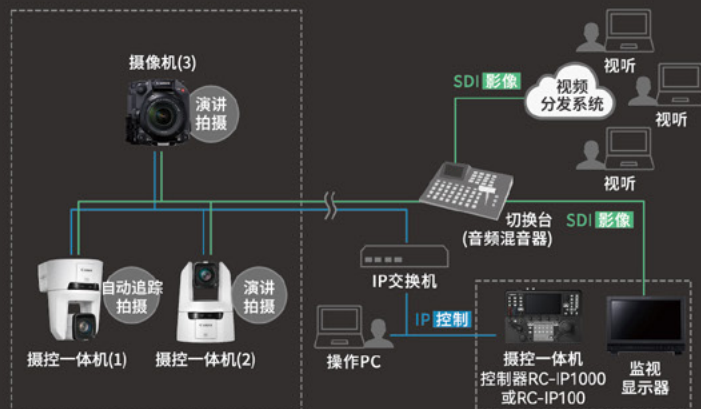 摄像机(3)
演讲
拍摄
自动追踪
拍摄
摄控一体机(1)
演讲
拍摄
摄控一体机(2)
SDI 影像
视频
分发系统
视听
视听
视听
切换台
(音频混音器)
SDI 影像
IP交换机
IP 控制
操作PC
摄控一体机
控制器RC-IP1000
或RC-IP100
监视
显示器